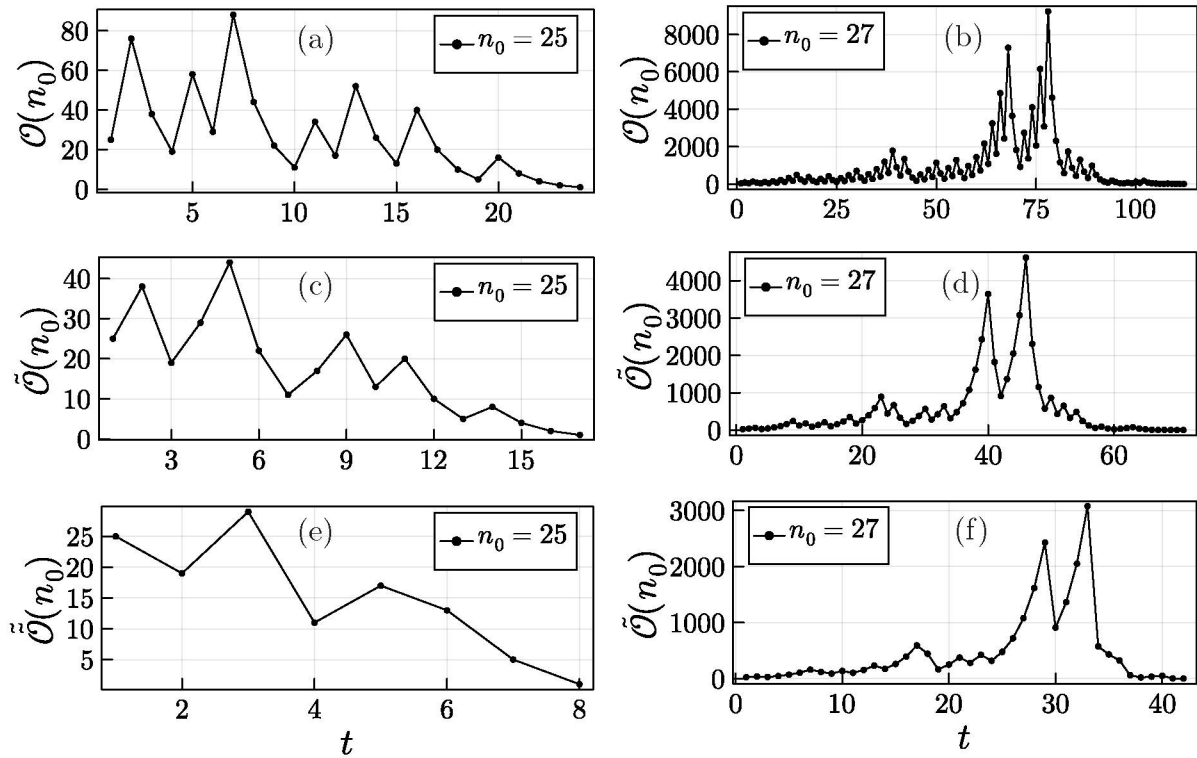 𝒪(n₀)
80
60
40
20
0
5
10
15
20
(a)
n₀ = 25
𝒪(n₀)
8000
6000
4000
2000
0
0
25
50
75
100
n₀ = 27
(b)
Õ(n₀)
40
30
20
10
0
3
6
9
12
15
(c)
n₀ = 25
Õ(n₀)
4000
3000
2000
1000
0
0
20
40
60
n₀ = 27
(d)
Õ̃(n₀)
25
20
15
10
5
2
4
6
8
t
(e)
n₀ = 25
Õ(n₀)
3000
2000
1000
0
0
10
20
30
40
t
n₀ = 27
(f)